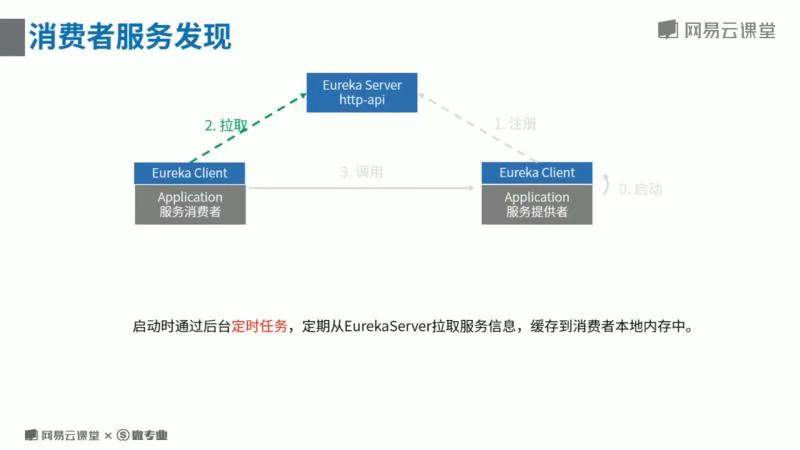 消费者服务发现
网易云课堂
Eureka Server
http-api
2. 拉取
1. 注册
Eureka Client
Application
服务消费者
3. 调用
Eureka Client
Application
服务提供者
0. 启动
启动时通过后台定时任务，定期从EurekaServer拉取服务信息，缓存到消费者本地内存中。
网易云课堂 × 微专业